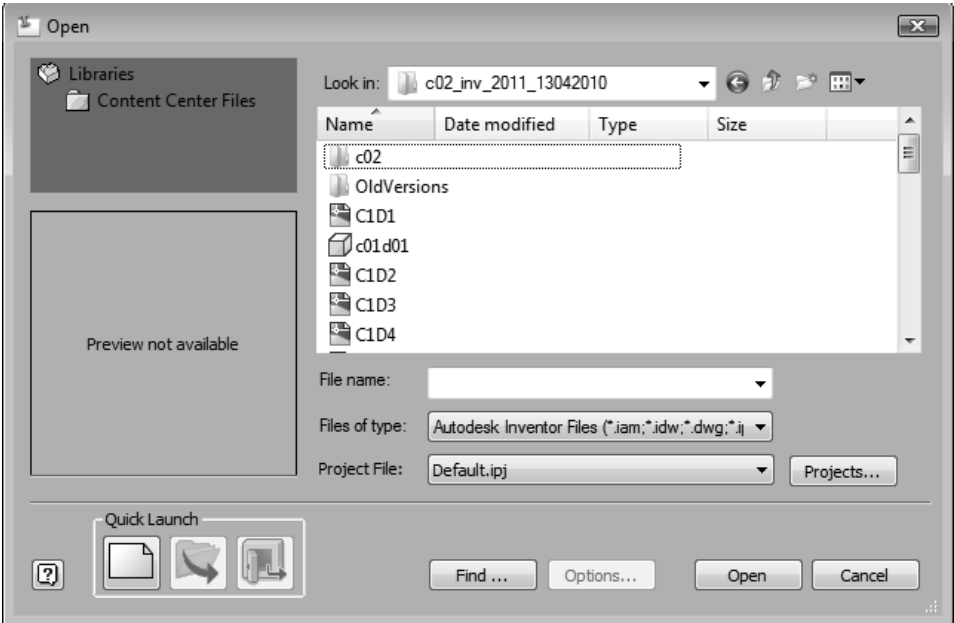 Open
Libraries
Content Center Files
Look in: c02_inv_2011_13042010
Name Date modified Type Size
c02
OldVersions
C1D1
c01d01
C1D2
C1D3
C1D4
Preview not available
File name:
Files of type: Autodesk Inventor Files (*.iam;*.idw;*.dwg;*.i
Project File: Default.ipj Projects...
Quick Launch
Find ... Options... Open Cancel